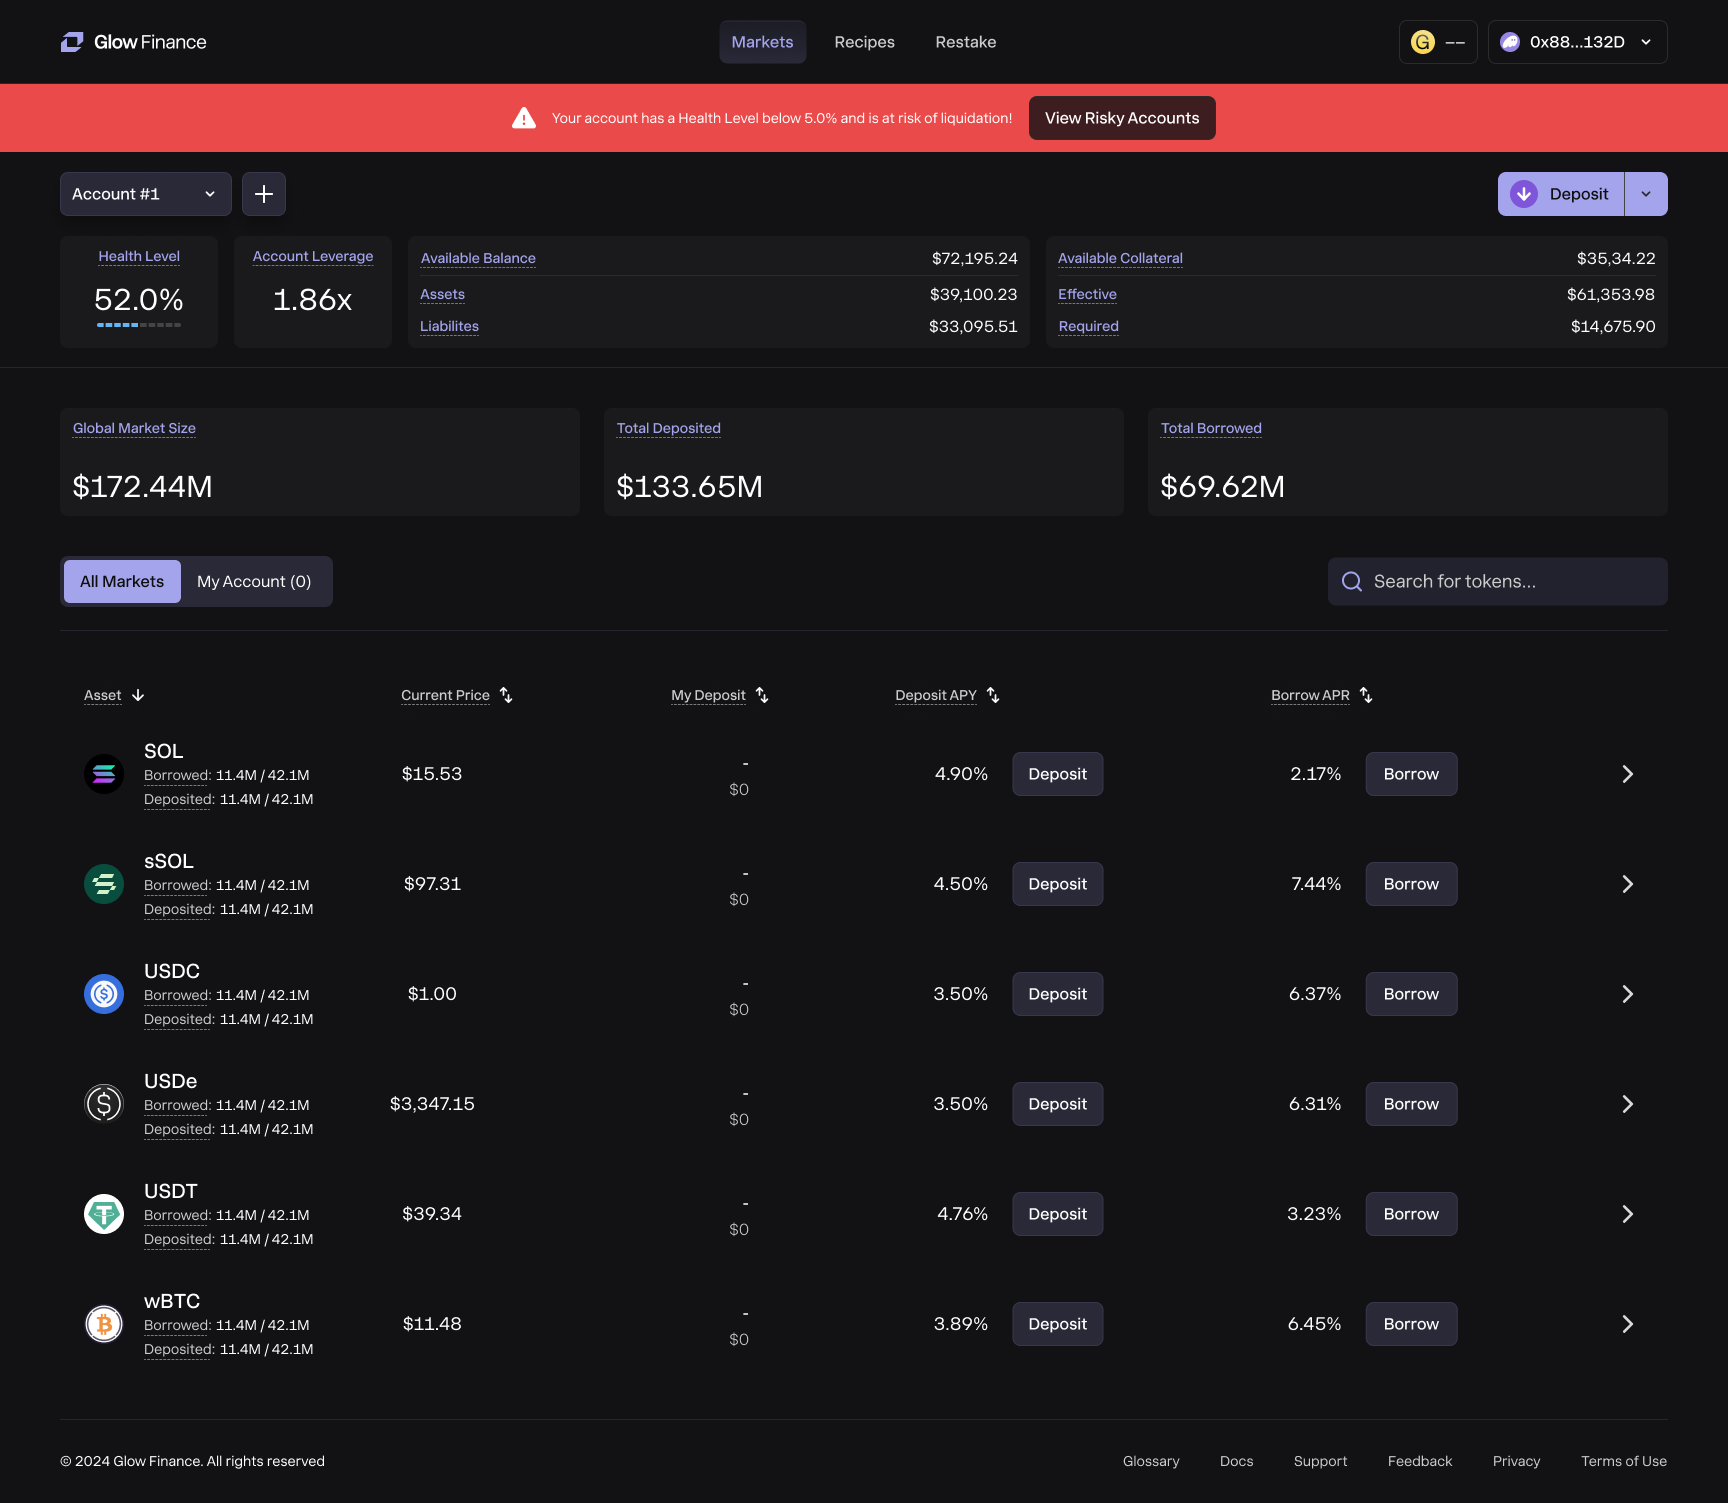 Glow Finance
Markets Recipes Restake
G –– 0x88...132D
Your account has a Health Level below 5.0% and is at risk of liquidation! View Risky Accounts
Account #1
Deposit
Health Level
52.0%
Account Leverage
1.86x
Available Balance $72,195.24
Assets $39,100.23
Liabilites $33,095.51
Available Collateral $35,34.22
Effective $61,353.98
Required $14,675.90
Global Market Size
$172.44M
Total Deposited
$133.65M
Total Borrowed
$69.62M
All Markets My Account (0)
Search for tokens...
Asset Current Price My Deposit Deposit APY Borrow APR
SOL
Borrowed: 11.4M / 42.1M
Deposited: 11.4M / 42.1M
$15.53
-
$0
4.90% Deposit
2.17% Borrow
sSOL
Borrowed: 11.4M / 42.1M
Deposited: 11.4M / 42.1M
$97.31
-
$0
4.50% Deposit
7.44% Borrow
USDC
Borrowed: 11.4M / 42.1M
Deposited: 11.4M / 42.1M
$1.00
-
$0
3.50% Deposit
6.37% Borrow
USDe
Borrowed: 11.4M / 42.1M
Deposited: 11.4M / 42.1M
$3,347.15
-
$0
3.50% Deposit
6.31% Borrow
USDT
Borrowed: 11.4M / 42.1M
Deposited: 11.4M / 42.1M
$39.34
-
$0
4.76% Deposit
3.23% Borrow
wBTC
Borrowed: 11.4M / 42.1M
Deposited: 11.4M / 42.1M
$11.48
-
$0
3.89% Deposit
6.45% Borrow
© 2024 Glow Finance. All rights reserved
Glossary Docs Support Feedback Privacy Terms of Use